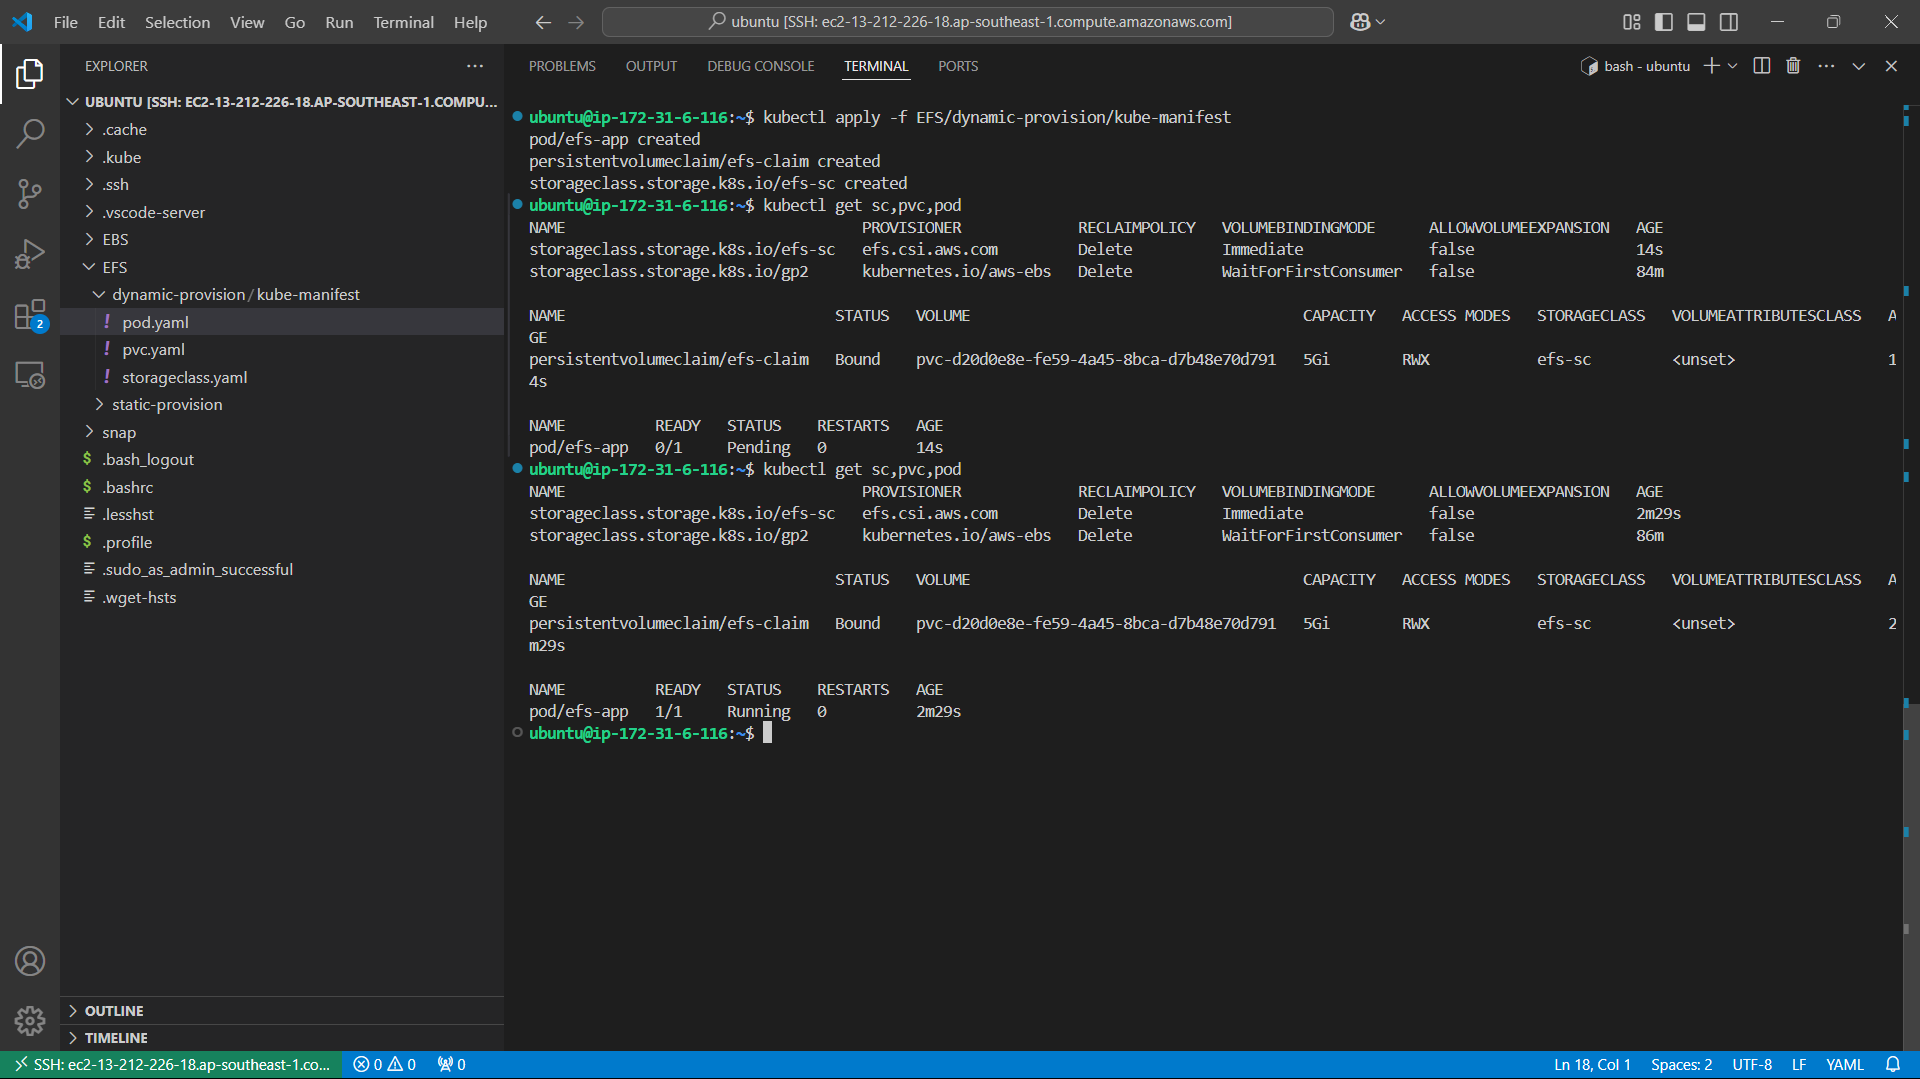 File Edit Selection View Go Run Terminal Help
ubuntu [SSH: ec2-13-212-226-18.ap-southeast-1.compute.amazonaws.com]
EXPLORER
UBUNTU [SSH: EC2-13-212-226-18.AP-SOUTHEAST-1.COMPU...
.cache
.kube
.ssh
.vscode-server
EBS
EFS
dynamic-provision / kube-manifest
! pod.yaml
! pvc.yaml
! storageclass.yaml
static-provision
snap
$ .bash_logout
$ .bashrc
.lesshst
$ .profile
.sudo_as_admin_successful
.wget-hsts
2
OUTLINE
TIMELINE
PROBLEMS OUTPUT DEBUG CONSOLE TERMINAL PORTS
bash - ubuntu
ubuntu@ip-172-31-6-116:~$ kubectl apply -f EFS/dynamic-provision/kube-manifest
pod/efs-app created
persistentvolumeclaim/efs-claim created
storageclass.storage.k8s.io/efs-sc created
ubuntu@ip-172-31-6-116:~$ kubectl get sc,pvc,pod
NAME PROVISIONER RECLAIMPOLICY VOLUMEBINDINGMODE ALLOWVOLUMEEXPANSION AGE
storageclass.storage.k8s.io/efs-sc efs.csi.aws.com Delete Immediate false 14s
storageclass.storage.k8s.io/gp2 kubernetes.io/aws-ebs Delete WaitForFirstConsumer false 84m
NAME STATUS VOLUME CAPACITY ACCESS MODES STORAGECLASS VOLUMEATTRIBUTESCLASS A
GE
persistentvolumeclaim/efs-claim Bound pvc-d20d0e8e-fe59-4a45-8bca-d7b48e70d791 5Gi RWX efs-sc <unset> 1
4s
NAME READY STATUS RESTARTS AGE
pod/efs-app 0/1 Pending 0 14s
ubuntu@ip-172-31-6-116:~$ kubectl get sc,pvc,pod
NAME PROVISIONER RECLAIMPOLICY VOLUMEBINDINGMODE ALLOWVOLUMEEXPANSION AGE
storageclass.storage.k8s.io/efs-sc efs.csi.aws.com Delete Immediate false 2m29s
storageclass.storage.k8s.io/gp2 kubernetes.io/aws-ebs Delete WaitForFirstConsumer false 86m
NAME STATUS VOLUME CAPACITY ACCESS MODES STORAGECLASS VOLUMEATTRIBUTESCLASS A
GE
persistentvolumeclaim/efs-claim Bound pvc-d20d0e8e-fe59-4a45-8bca-d7b48e70d791 5Gi RWX efs-sc <unset> 2
m29s
NAME READY STATUS RESTARTS AGE
pod/efs-app 1/1 Running 0 2m29s
ubuntu@ip-172-31-6-116:~$
SSH: ec2-13-212-226-18.ap-southeast-1.co... 0 0 0 Ln 18, Col 1 Spaces: 2 UTF-8 LF YAML